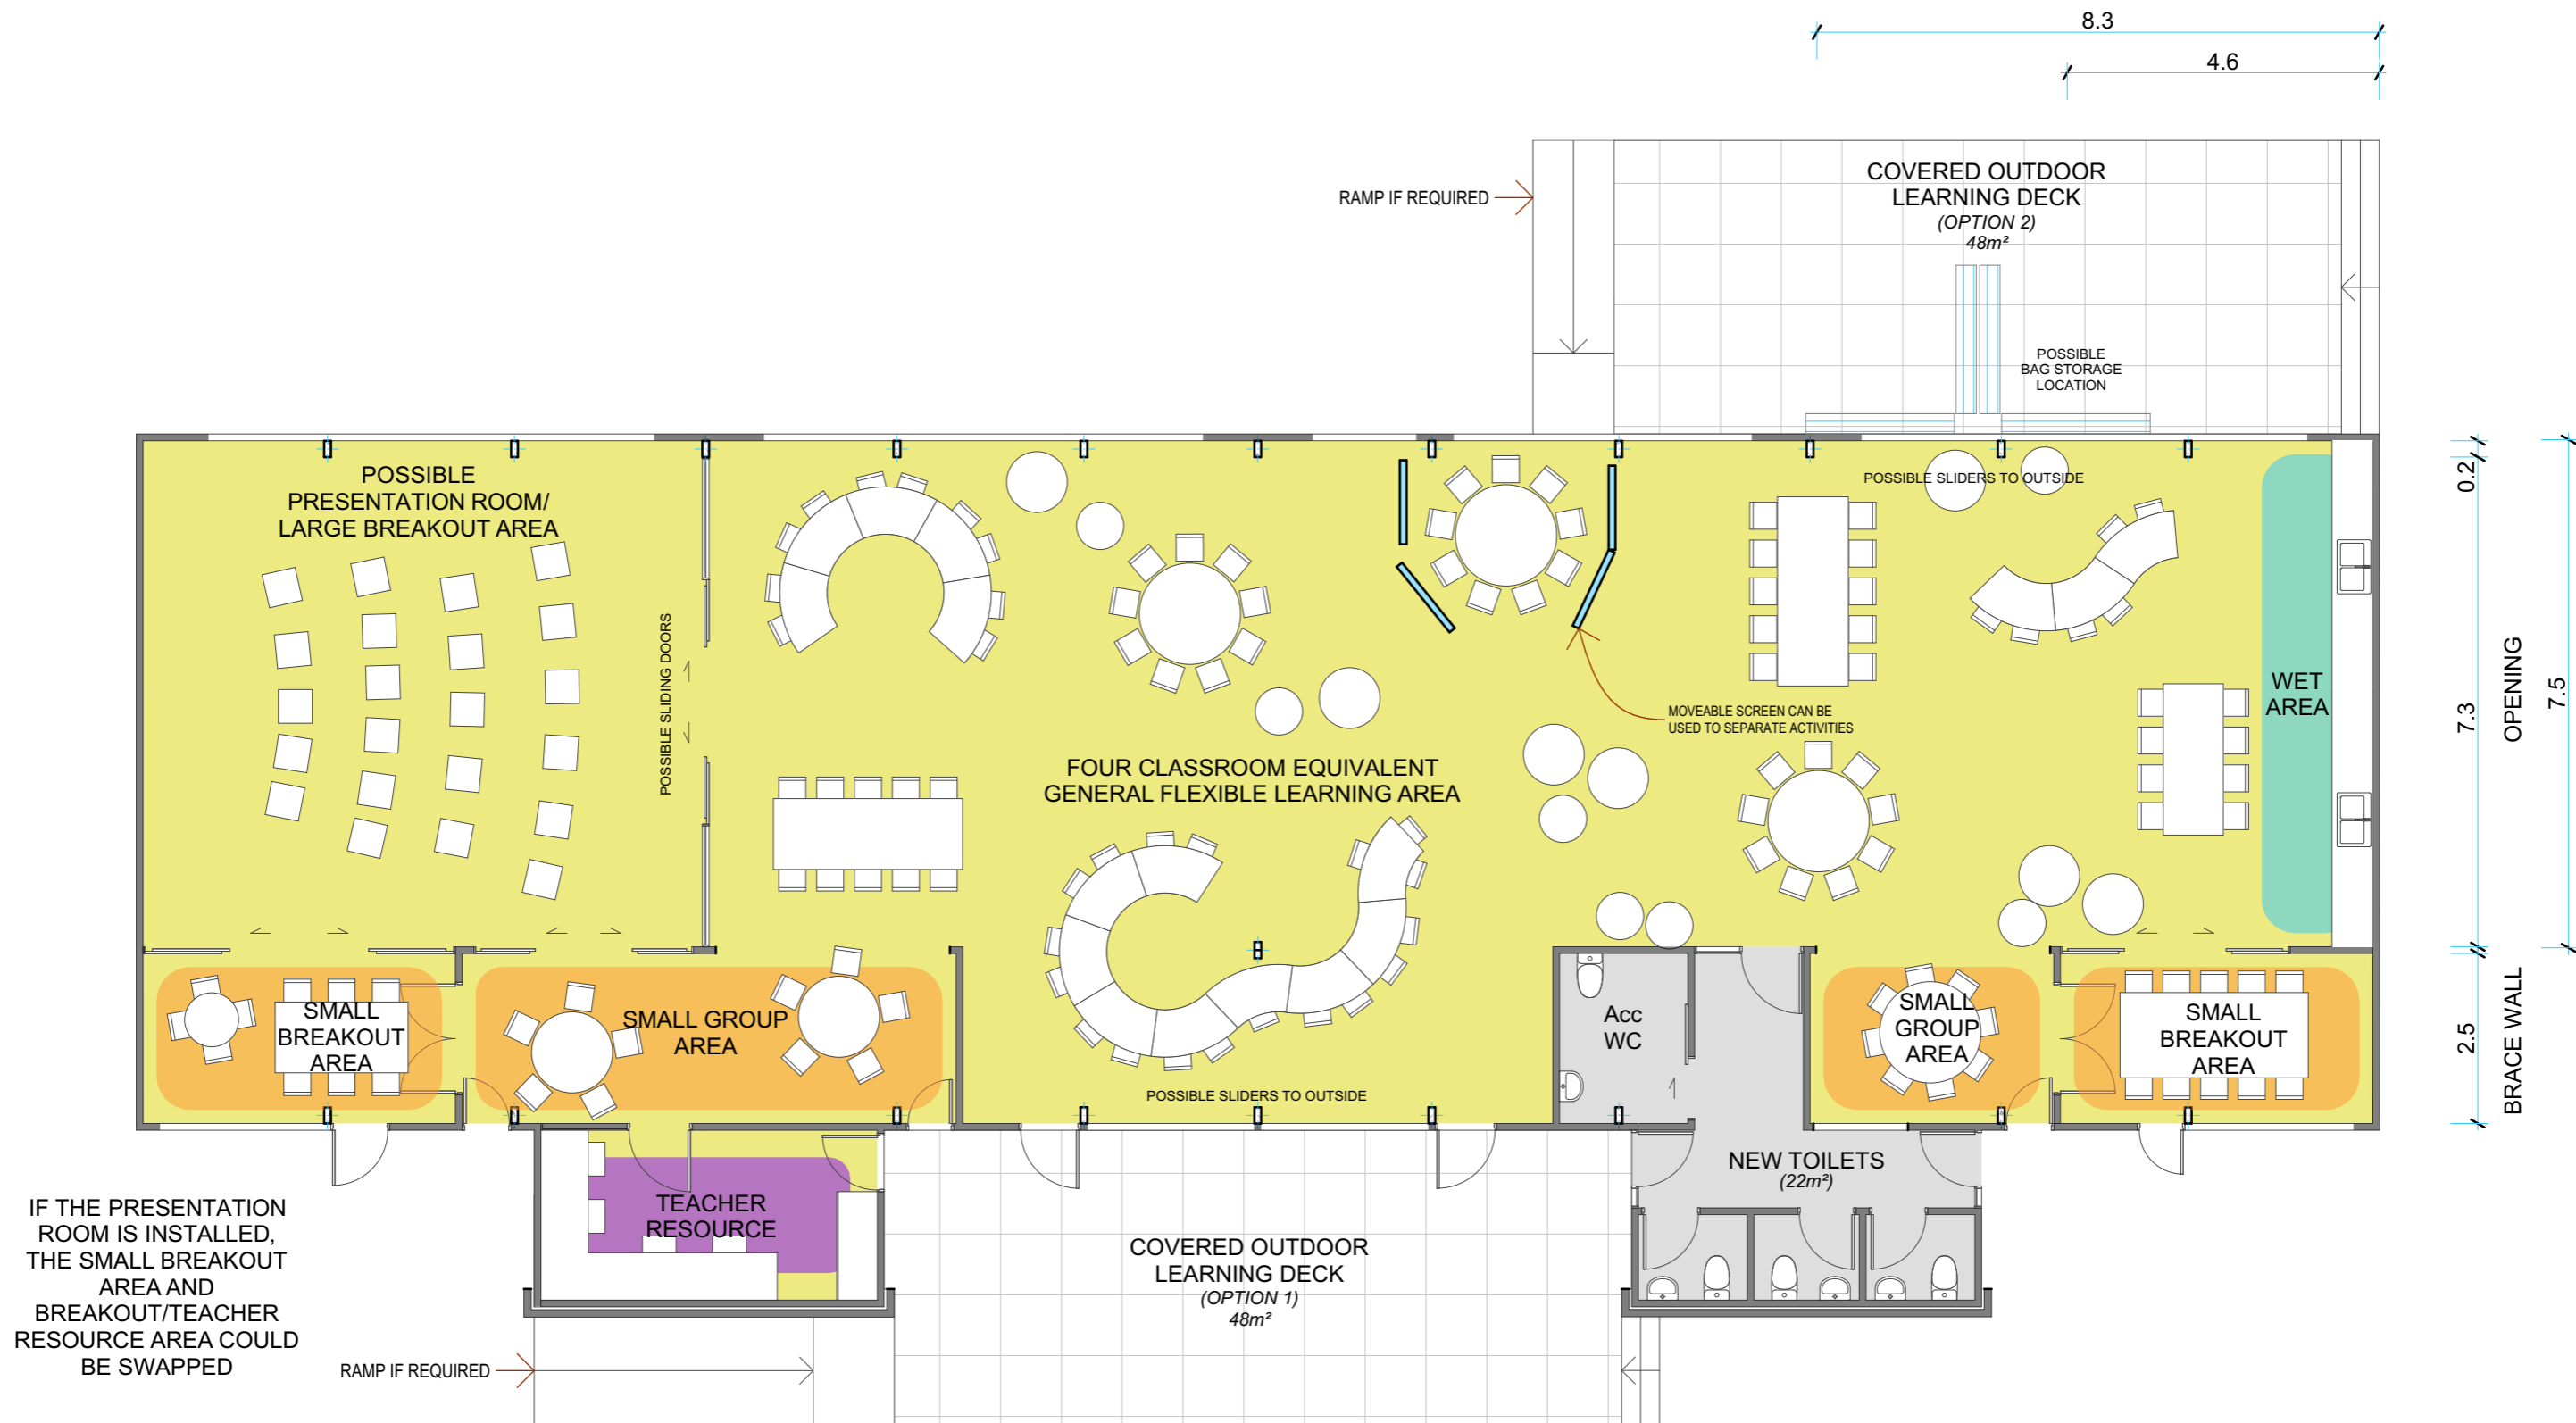 8.3
4.6
COVERED OUTDOOR
LEARNING DECK
(OPTION 2)
48m²
RAMP IF REQUIRED
POSSIBLE
BAG STORAGE
LOCATION
POSSIBLE
PRESENTATION ROOM/
LARGE BREAKOUT AREA
POSSIBLE SLIDERS TO OUTSIDE
0.2
POSSIBLE SLIDING DOORS
WET
AREA
OPENING
7.5
7.3
MOVEABLE SCREEN CAN BE
USED TO SEPARATE ACTIVITIES
FOUR CLASSROOM EQUIVALENT
GENERAL FLEXIBLE LEARNING AREA
SMALL
BREAKOUT
AREA
SMALL GROUP
AREA
Acc
WC
SMALL
GROUP
AREA
SMALL
BREAKOUT
AREA
2.5
BRACE WALL
POSSIBLE SLIDERS TO OUTSIDE
NEW TOILETS
(22m²)
TEACHER
RESOURCE
IF THE PRESENTATION
ROOM IS INSTALLED,
THE SMALL BREAKOUT
AREA AND
BREAKOUT/TEACHER
RESOURCE AREA COULD
BE SWAPPED
COVERED OUTDOOR
LEARNING DECK
(OPTION 1)
48m²
RAMP IF REQUIRED